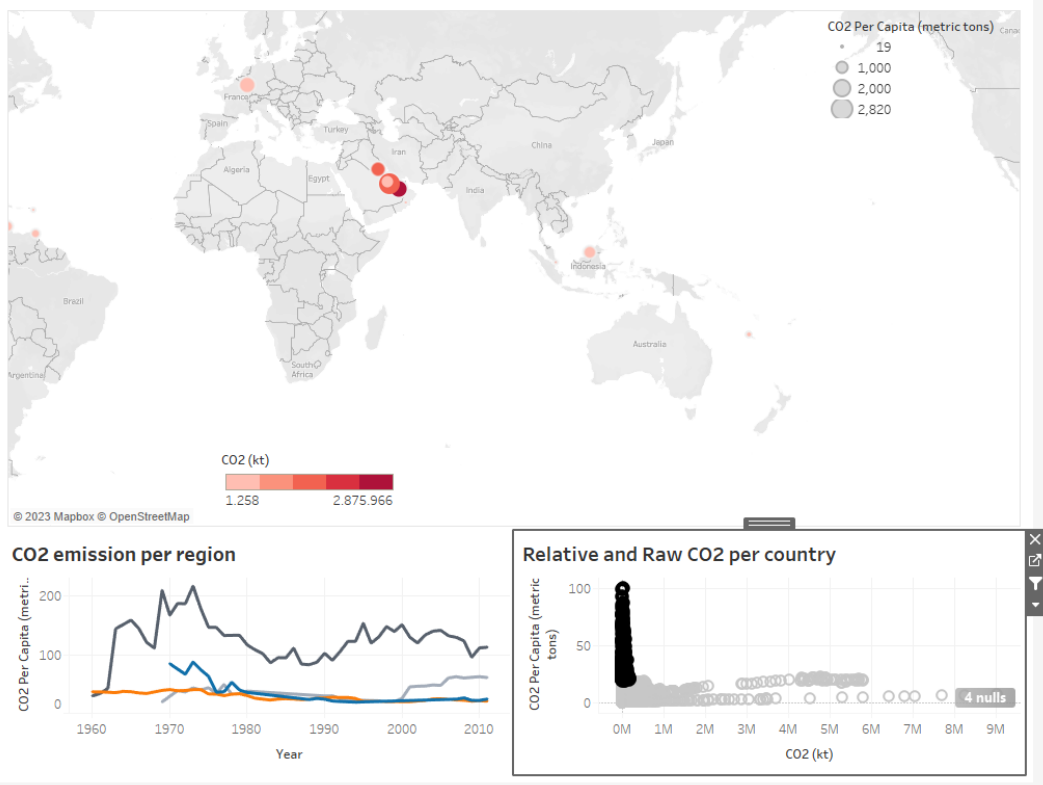 CO2 Per Capita (metric tons)
19
1,000
2,000
2,820
France
Spain
Turkey
Iran
China
Japan
Algeria
Egypt
India
Indonesia
Brazil
Australia
South
Africa
Argentina
CO2 (kt)
1.258
2.875.966
© 2023 Mapbox © OpenStreetMap
CO2 emission per region
CO2 Per Capita (metri..
200
100
0
1960
1970
1980
1990
2000
2010
Year
Relative and Raw CO2 per country
CO2 Per Capita (metric
tons)
100
50
0
4 nulls
0M
1M
2M
3M
4M
5M
6M
7M
8M
9M
CO2 (kt)